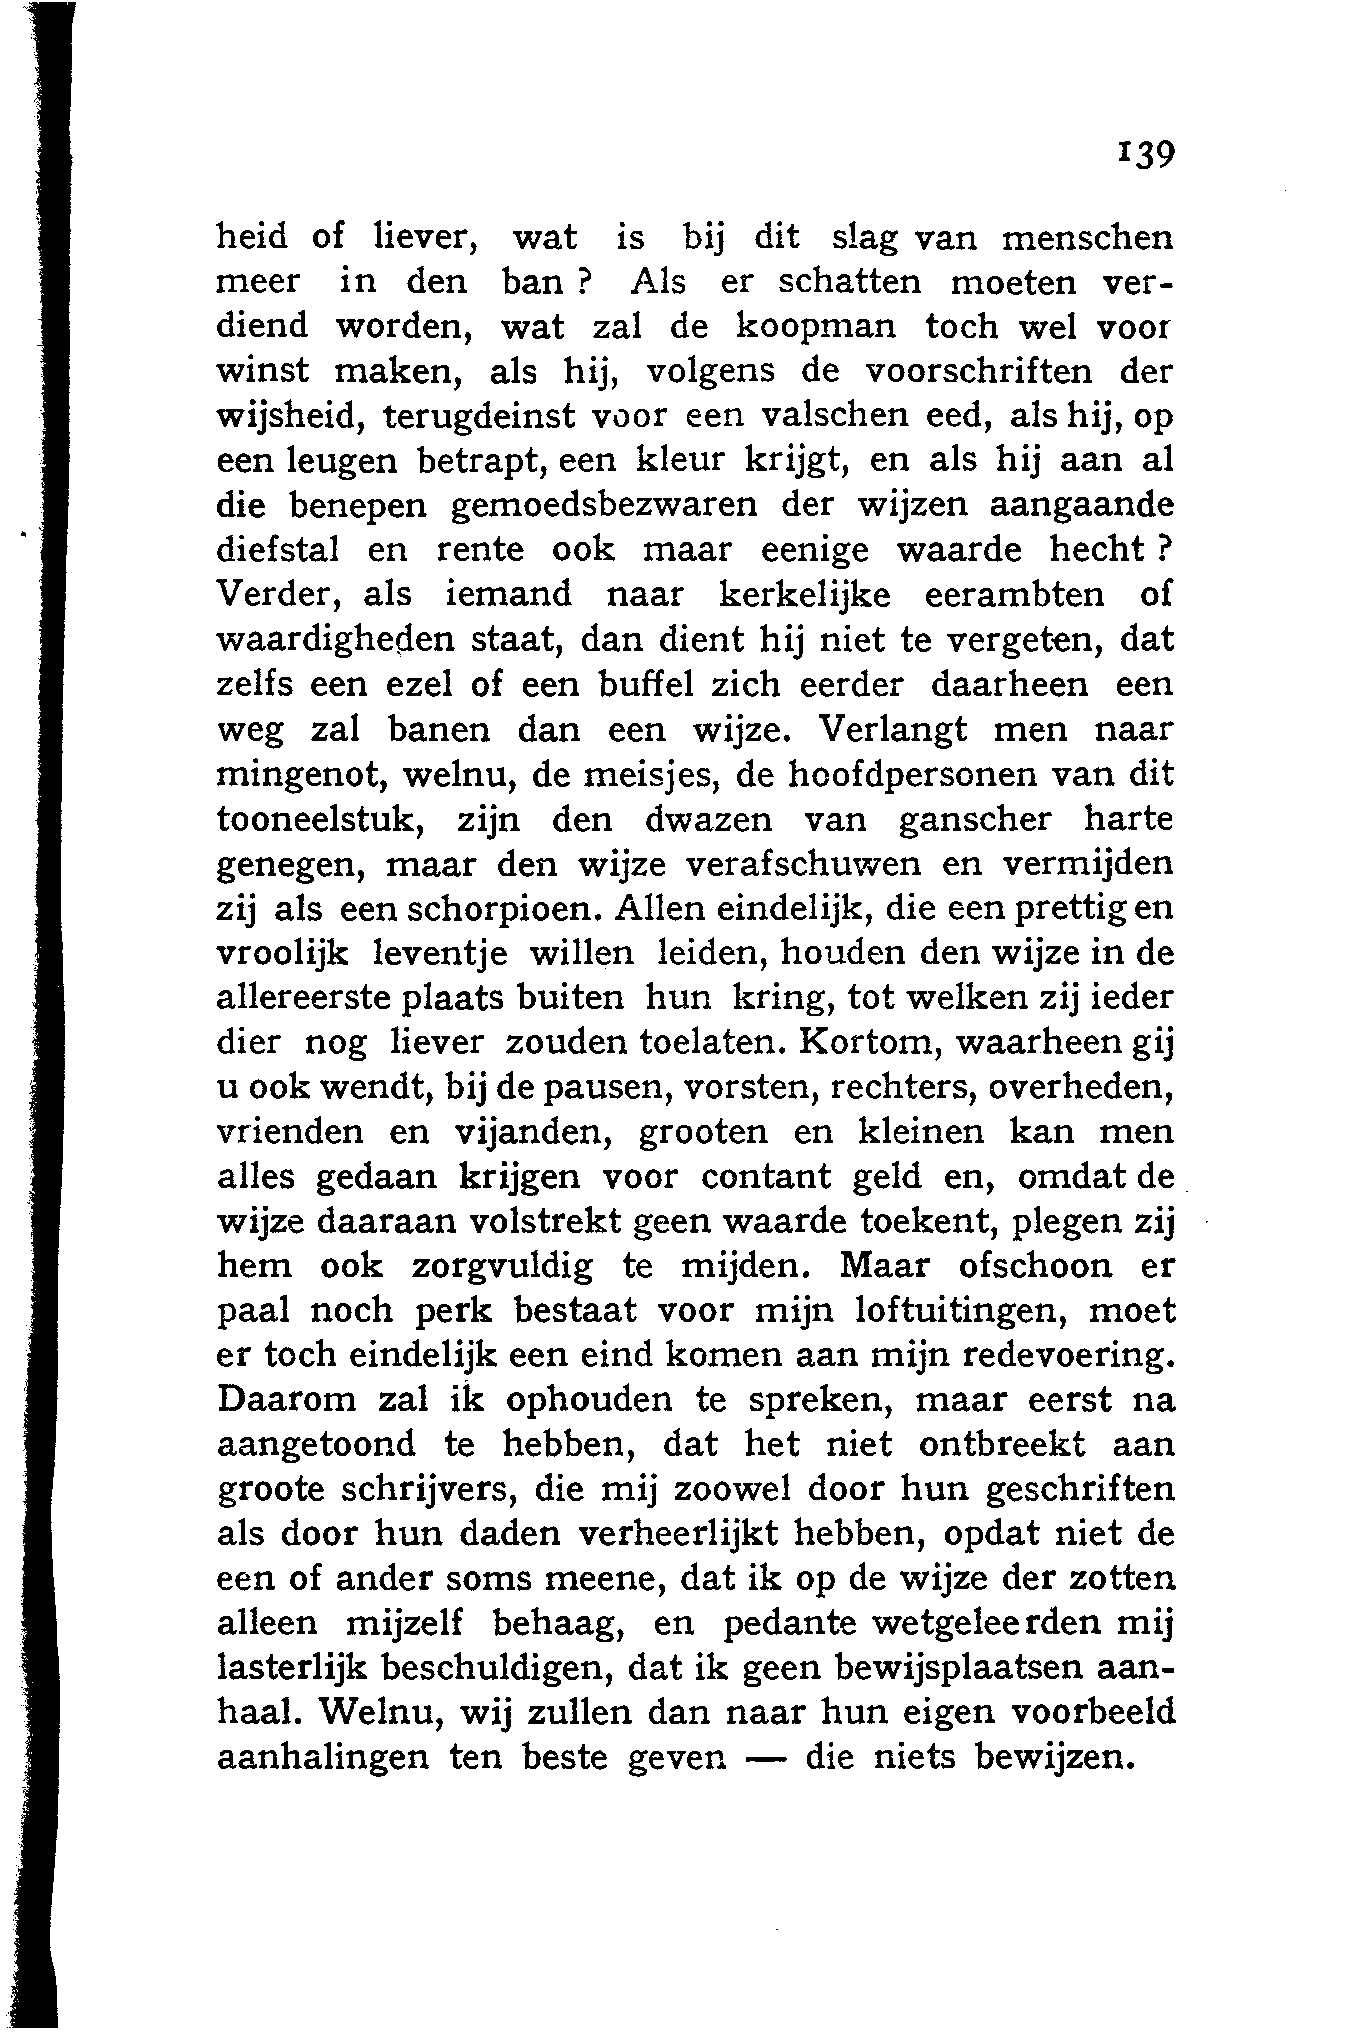 139
heid of liever, wat is bij dit slag van menschen
meer in den ban ? Als er schatten moeten ver-
diend worden, wat zal de koopman toch wel voor
winst maken, als hij, volgens de voorschriften der
wijsheid, terugdeinst voor een valschen eed, als hij, op
een leugen betrapt, een kleur krijgt, en als hij aan al
die benepen gemoedsbezwaren der wijzen aangaande
diefstal en rente ook maar eenige waarde hecht ?
Verder, als iemand naar kerkelijke eerambten of
waardigheden staat, dan dient hij niet te vergeten, dat
zelfs een ezel of een buffel zich eerder daarheen een
weg zal banen dan een wijze. Verlangt men naar
mingenot, welnu, de meisjes, de hoofdpersonen van dit
tooneelstuk, zijn den dwazen van ganscher harte
genegen, maar den wijze verafschuwen en vermijden
zij als een schorpioen. Allen eindelijk, die een prettig en
vroolijk leventje willen leiden, houden den wijze in de
allereerste plaats buiten hun kring, tot welken zij ieder
dier nog liever zouden toelaten. Kortom, waarheen gij
u ook wendt, bij de pausen, vorsten, rechters, overheden,
vrienden en vijanden, grooten en kleinen kan men
alles gedaan krijgen voor contant geld en, omdat de
wijze daaraan volstrekt geen waarde toekent, plegen zij
hem ook zorgvuldig te mijden. Maar ofschoon er
paal noch perk bestaat voor mijn loftuitingen, moet
er toch eindelijk een eind komen aan mijn redevoering.
Daarom zal ik ophouden te spreken, maar eerst na
aangetoond te hebben, dat het niet ontbreekt aan
groote schrijvers, die mij zoowel door hun geschriften
als door hun daden verheerlijkt hebben, opdat niet de
een of ander soms meene, dat ik op de wijze der zotten
alleen mijzelf behaag, en pedante wetgeleerden mij
lasterlijk beschuldigen, dat ik geen bewijsplaatsen aan-
haal. Welnu, wij zullen dan naar hun eigen voorbeeld
aanhalingen ten beste geven — die niets bewijzen.